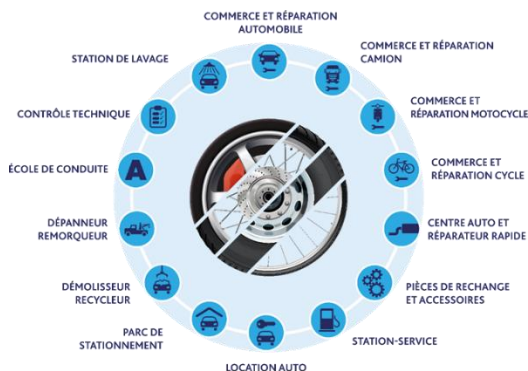 COMMERCE ET RÉPARATION
AUTOMOBILE
COMMERCE ET RÉPARATION
CAMION
COMMERCE ET
RÉPARATION MOTOCYCLE
COMMERCE ET
RÉPARATION CYCLE
CENTRE AUTO ET
RÉPARATEUR RAPIDE
PIÈCES DE RECHANGE
ET ACCESSOIRES
STATION-SERVICE
LOCATION AUTO
PARC DE
STATIONNEMENT
DÉMOLISSEUR
RECYCLEUR
DÉPANNEUR
REMORQUEUR
ÉCOLE DE CONDUITE
A
CONTRÔLE TECHNIQUE
STATION DE LAVAGE